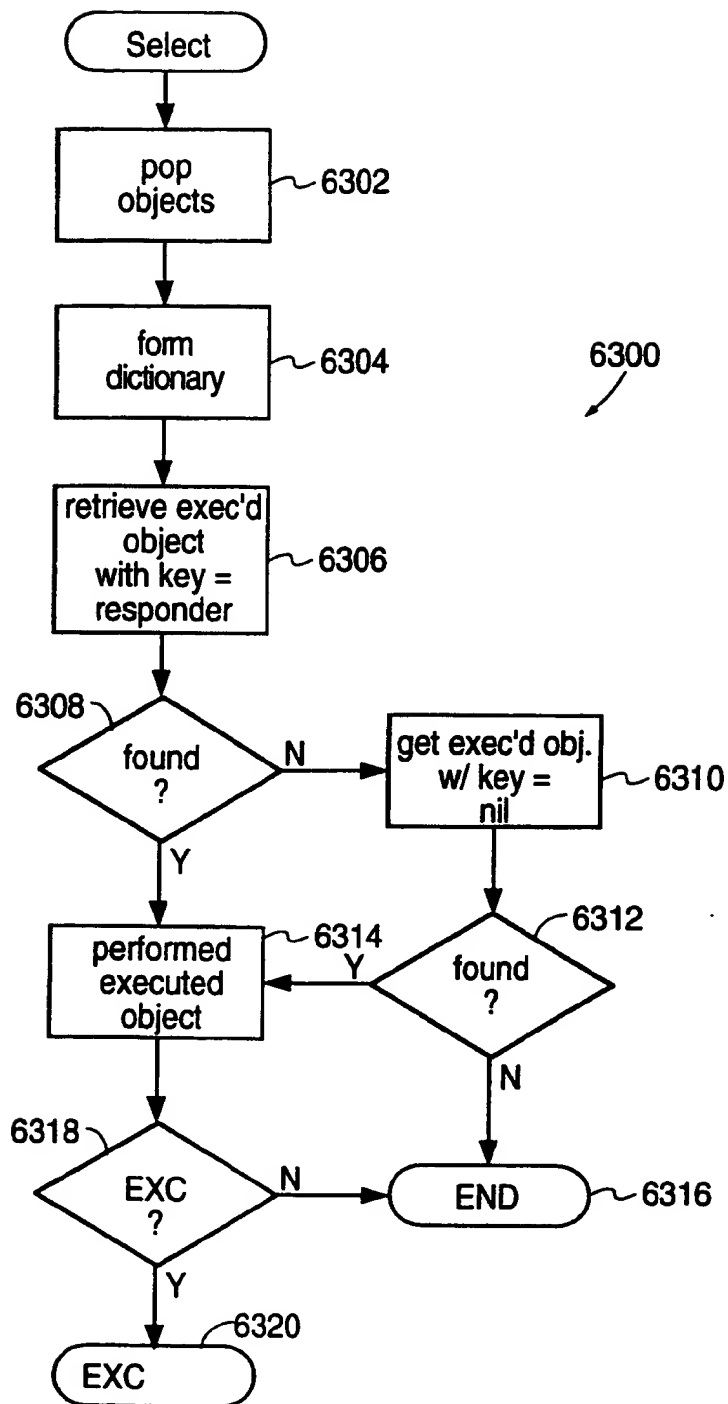 Select
pop
objects
6302
form
dictionary
6304
6300
retrieve exec'd
object
with key =
responder
6306
6308
found
?
N
Y
get exec'd obj.
w/ key =
nil
6310
6312
found
?
Y
N
6314
performed
executed
object
6318
EXC
?
N
Y
END
6316
6320
EXC